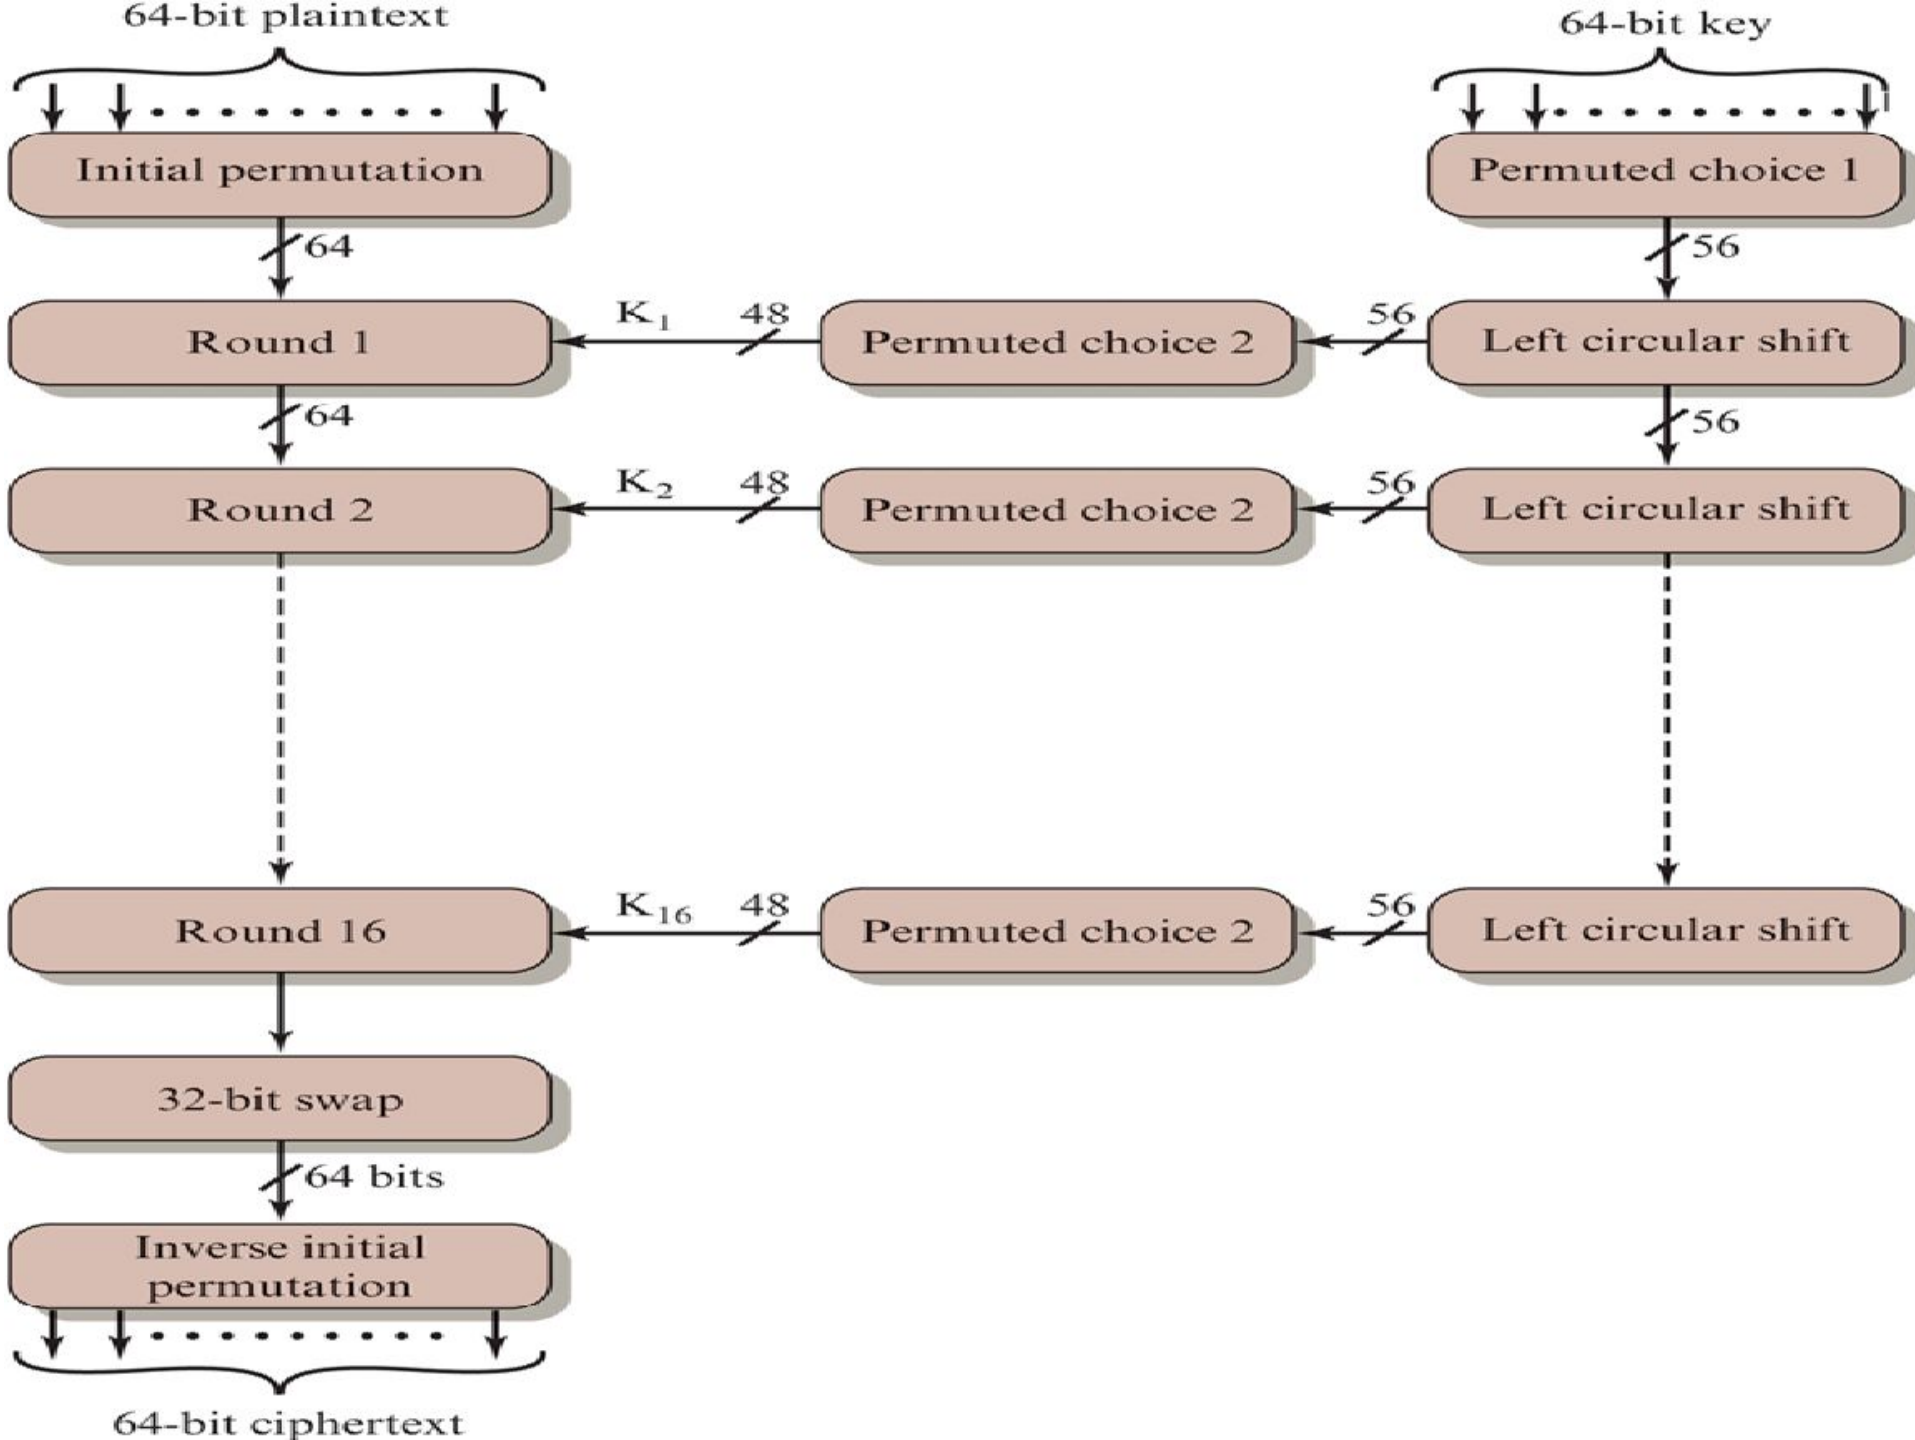 64-bit plaintext
64-bit key
Initial permutation
Permuted choice 1
64
56
Round 1
K1
48
Permuted choice 2
56
Left circular shift
64
56
Round 2
K2
48
Permuted choice 2
56
Left circular shift
Round 16
K16
48
Permuted choice 2
56
Left circular shift
32-bit swap
64 bits
Inverse initial
permutation
64-bit ciphertext